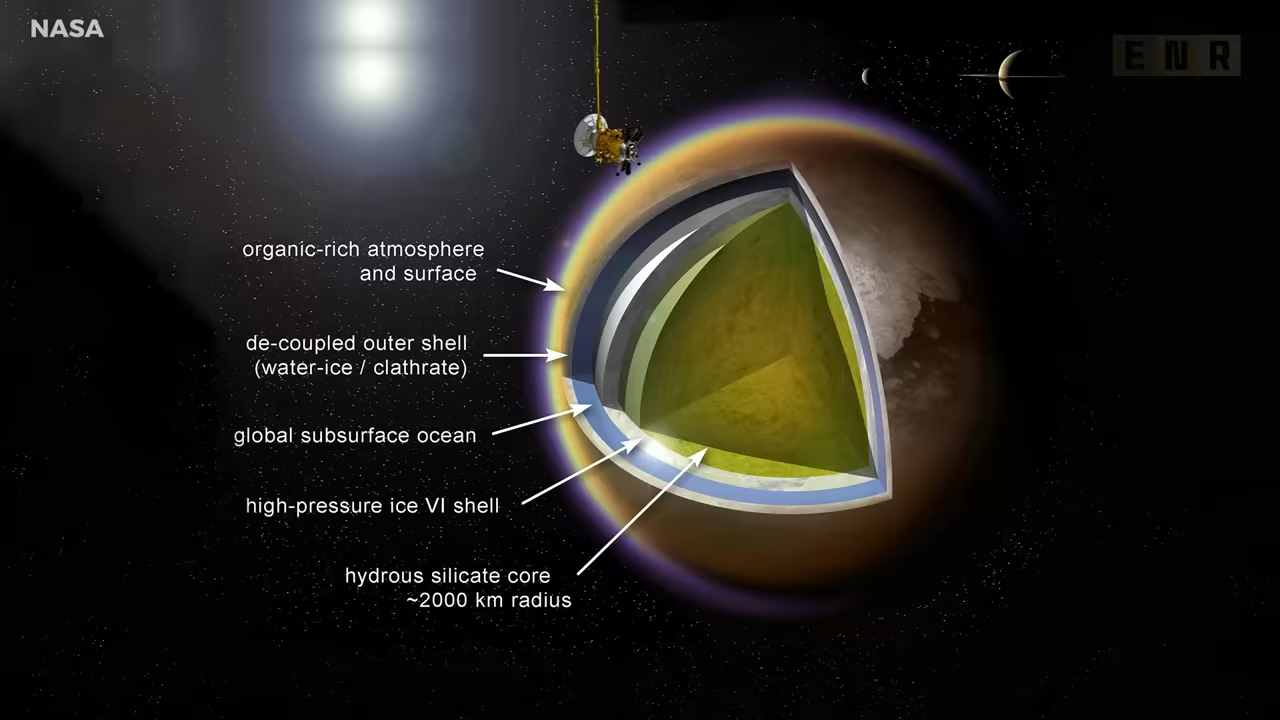 NASA
ENR
organic-rich atmosphere
and surface
de-coupled outer shell
(water-ice / clathrate)
global subsurface ocean
high-pressure ice VI shell
hydrous silicate core
~2000 km radius